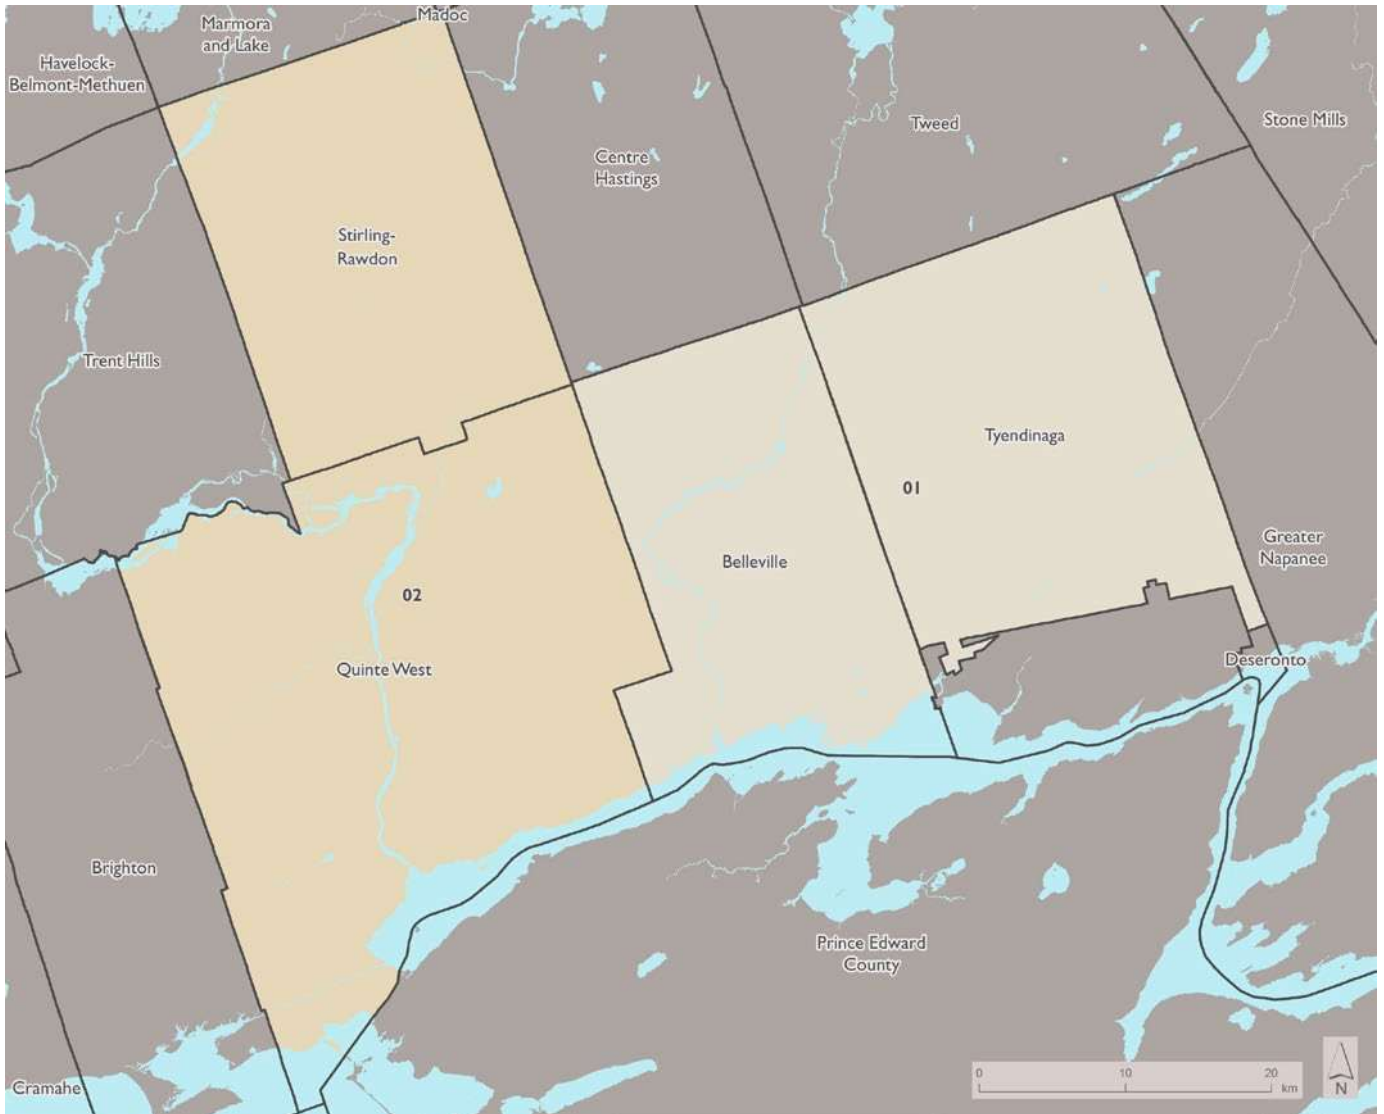 Madoc
Marmora
and Lake
Havelock-
Belmont-Methuen
Stone Mills
Tweed
Centre
Hastings
Stirling-
Rawdon
Trent Hills
Tyendinaga
01
Greater
Napanee
Belleville
02
Quinte West
Deseronto
Brighton
Prince Edward
County
Cramahe
0 10 20
km
N